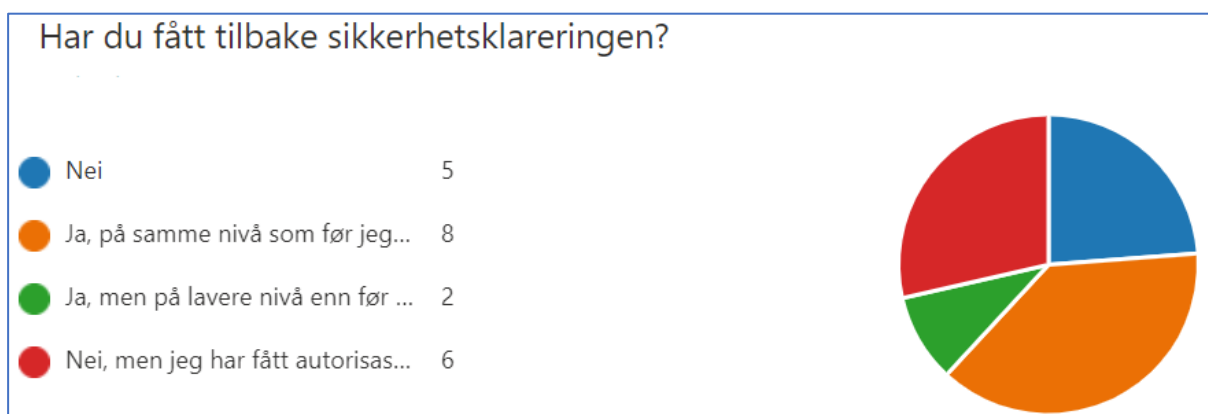 Har du fått tilbake sikkerhetsklareringen?
Nei 5
Ja, på samme nivå som før jeg... 8
Ja, men på lavere nivå enn før ... 2
Nei, men jeg har fått autorisas... 6